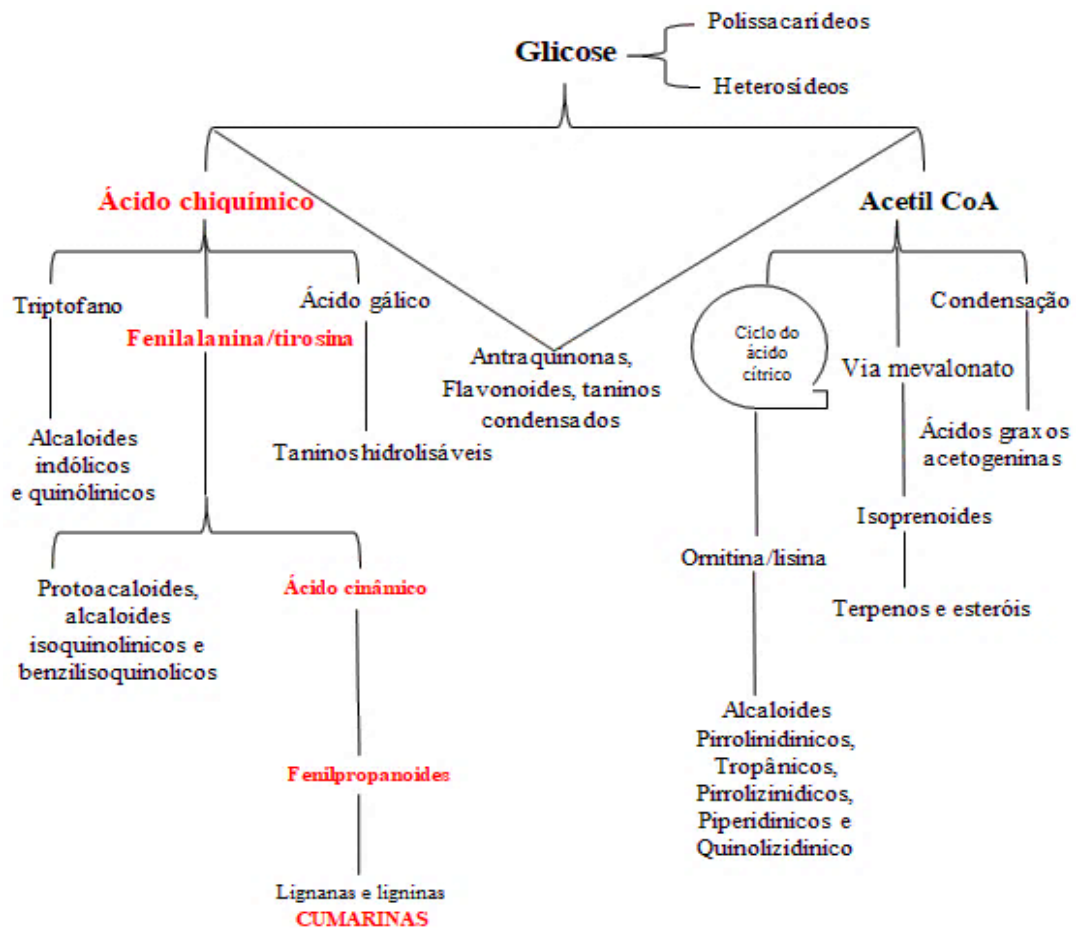 Polissacarídeos
Glicose
Heterosídeos
Ácido chiquímico
Acetil CoA
Triptofano
Ácido gálico
Condensação
Fenilalanina/tirosina
Ciclo do
ácido
cítrico
Antraquinonas,
Flavonoides, taninos
condensados
Via mevalonato
Alcaloides
indólicos
e quinólinicos
Taninos hidrolisáveis
Ácidos graxos
acetogeninas
Isoprenoides
Ornitina/lisina
Protoacaloides,
alcaloides
isoquinolínicos e
benzilisoquinolicos
Ácido cinâmico
Terpenos e esteróis
Alcaloides
Pirrolinidinicos,
Tropânicos,
Pirrolizinidicos,
Piperidinicos e
Quinolizidinico
Fenilpropanoides
Lignanas e ligninas
CUMARINAS